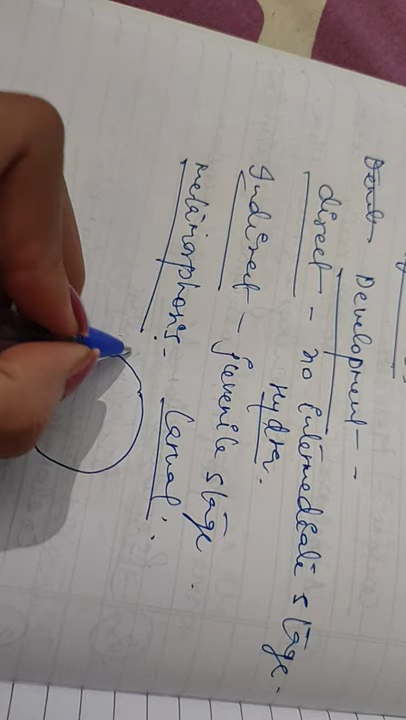 Development -
direct - no intermediate stage.
Hydra.
Indirect - Juvenile stage.
metamorphosis - Larval.